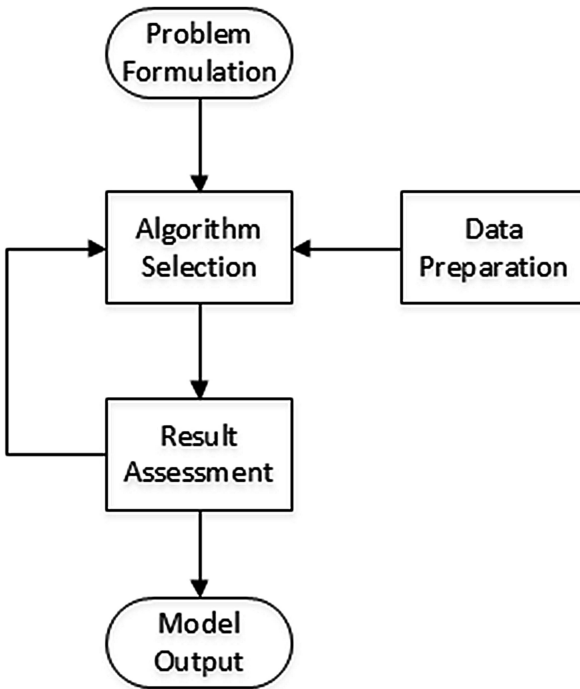 Problem
Formulation
Algorithm
Selection
Data
Preparation
Result
Assessment
Model
Output